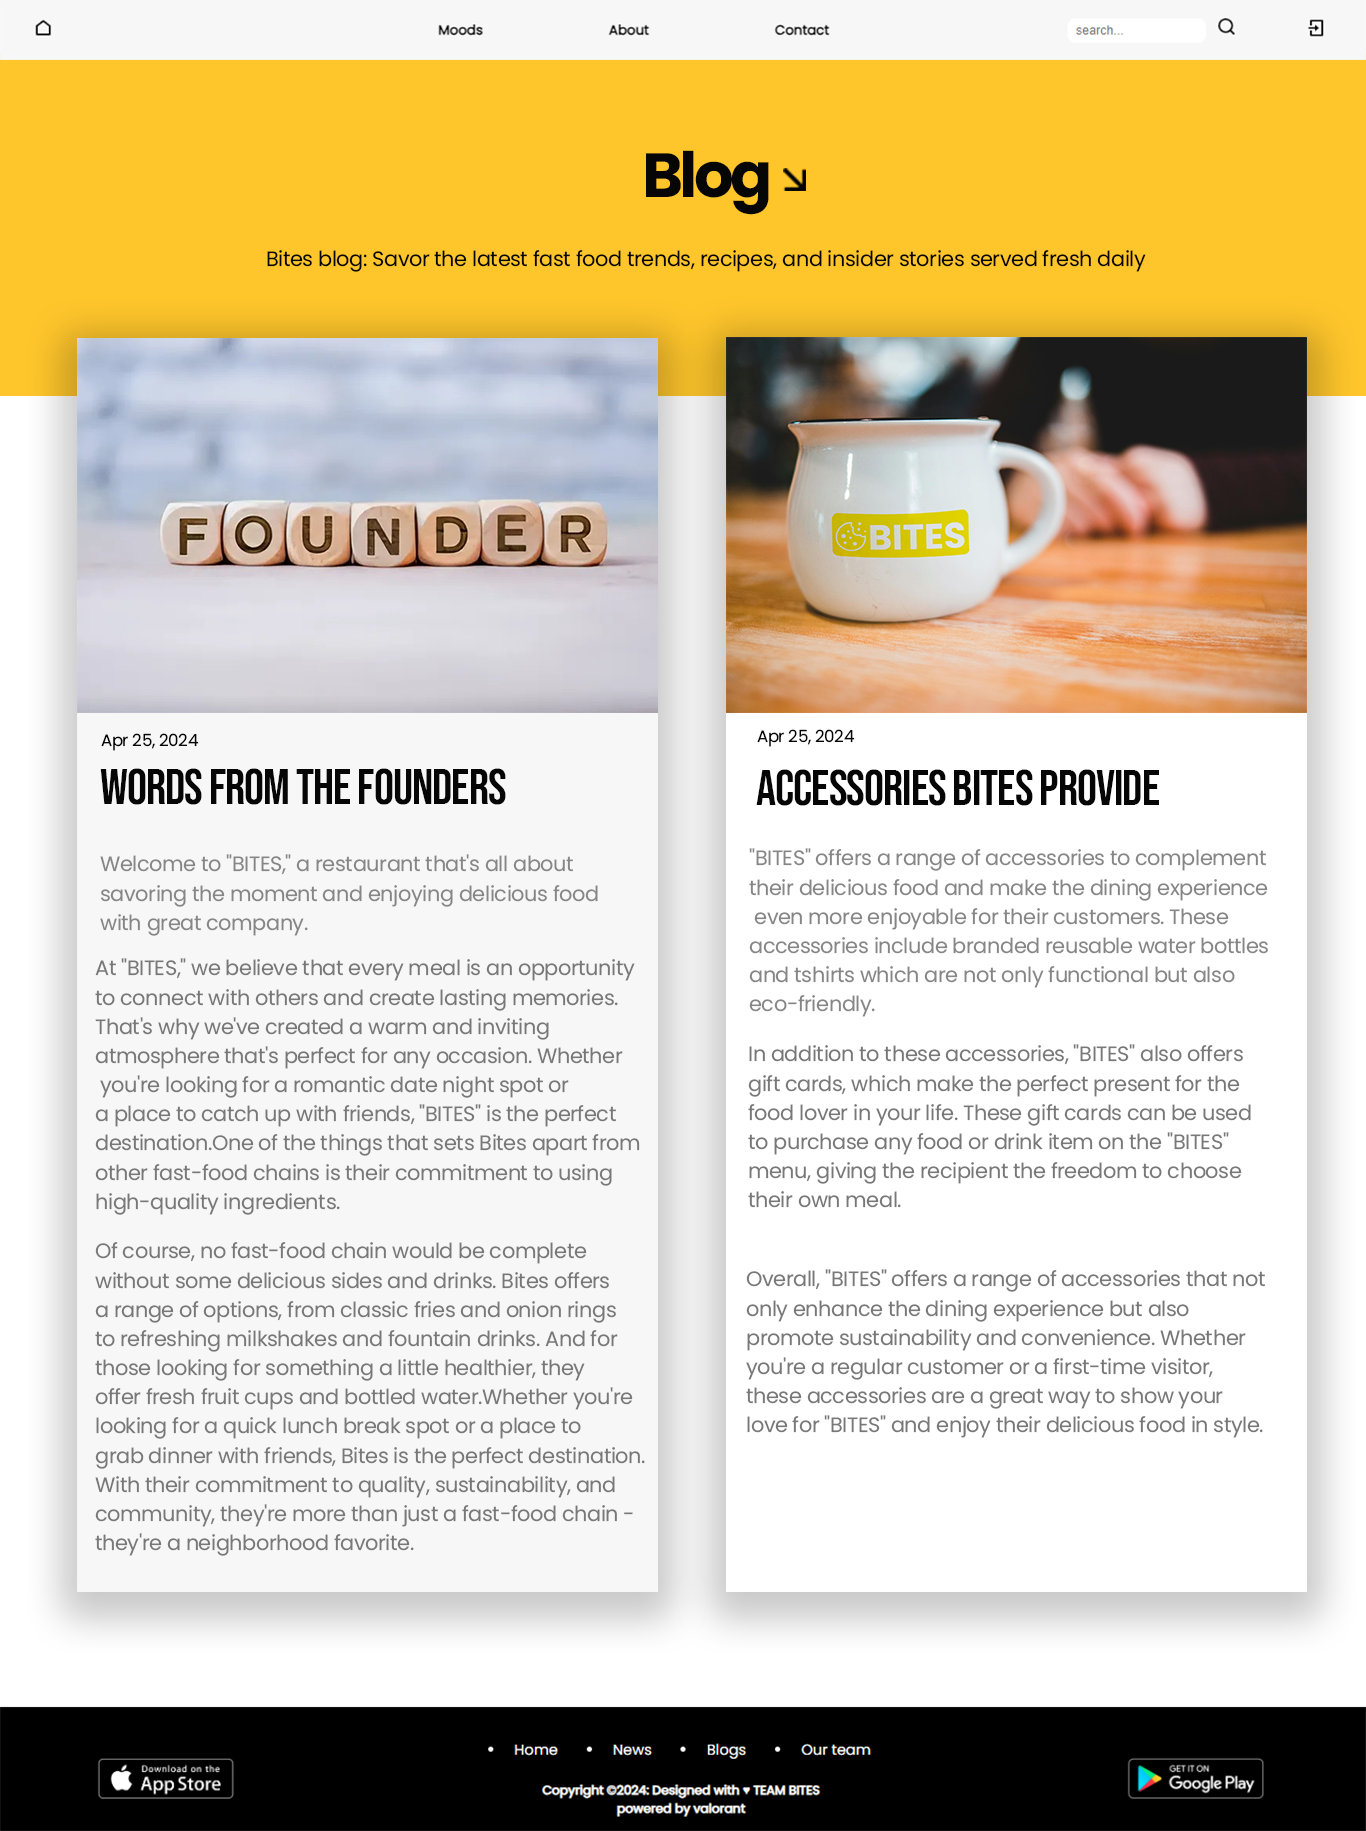 Moods About Contact search...
Blog
Bites blog: Savor the latest fast food trends, recipes, and insider stories served fresh daily
FOUNDER
Apr 25, 2024
WORDS FROM THE FOUNDERS
Welcome to "BITES," a restaurant that's all about
savoring the moment and enjoying delicious food
with great company.
At "BITES," we believe that every meal is an opportunity
to connect with others and create lasting memories.
That's why we've created a warm and inviting
atmosphere that's perfect for any occasion. Whether
you're looking for a romantic date night spot or
a place to catch up with friends, "BITES" is the perfect
destination.One of the things that sets Bites apart from
other fast-food chains is their commitment to using
high-quality ingredients.
Of course, no fast-food chain would be complete
without some delicious sides and drinks. Bites offers
a range of options, from classic fries and onion rings
to refreshing milkshakes and fountain drinks. And for
those looking for something a little healthier, they
offer fresh fruit cups and bottled water.Whether you're
looking for a quick lunch break spot or a place to
grab dinner with friends, Bites is the perfect destination.
With their commitment to quality, sustainability, and
community, they're more than just a fast-food chain -
they're a neighborhood favorite.
BITES
Apr 25, 2024
ACCESSORIES BITES PROVIDE
"BITES" offers a range of accessories to complement
their delicious food and make the dining experience
even more enjoyable for their customers. These
accessories include branded reusable water bottles
and tshirts which are not only functional but also
eco-friendly.
In addition to these accessories, "BITES" also offers
gift cards, which make the perfect present for the
food lover in your life. These gift cards can be used
to purchase any food or drink item on the "BITES"
menu, giving the recipient the freedom to choose
their own meal.
Overall, "BITES" offers a range of accessories that not
only enhance the dining experience but also
promote sustainability and convenience. Whether
you're a regular customer or a first-time visitor,
these accessories are a great way to show your
love for "BITES" and enjoy their delicious food in style.
Download on the
App Store
• Home • News • Blogs • Our team
Copyright ©2024: Designed with ♥ TEAM BITES
powered by valorant
GET IT ON
Google Play